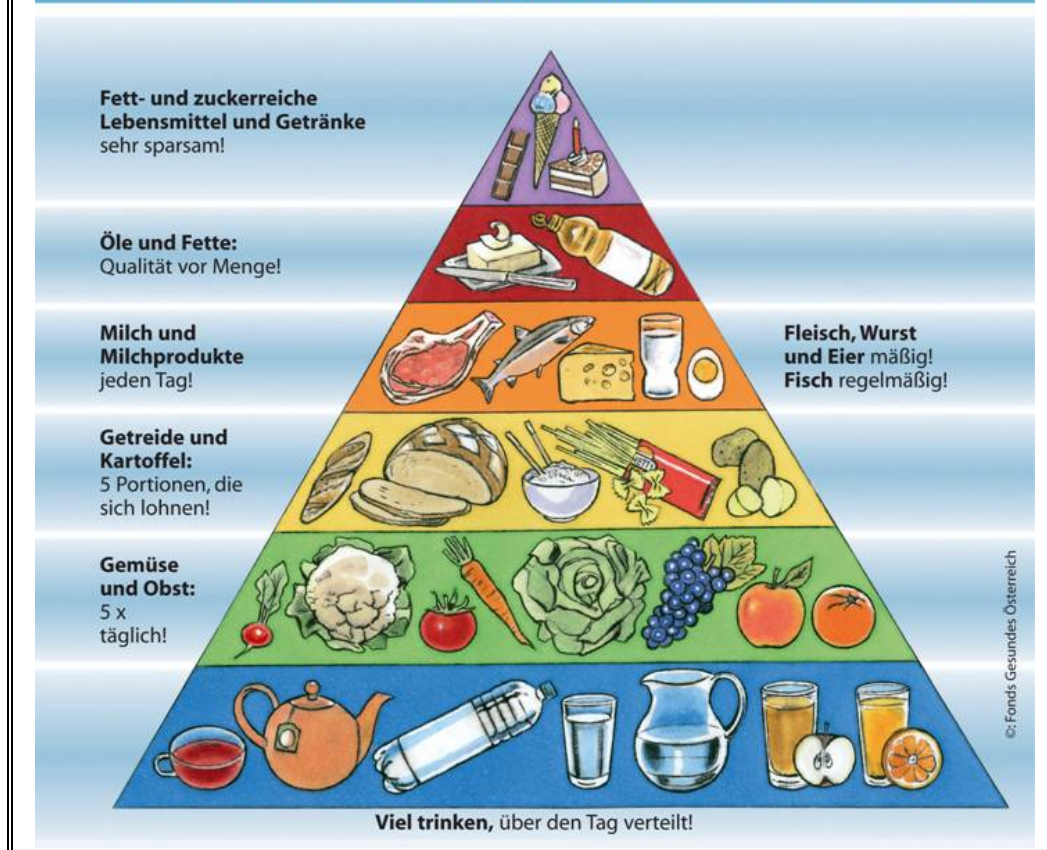 Fett- und zuckerreiche
Lebensmittel und Getränke
sehr sparsam!
Öle und Fette:
Qualität vor Menge!
Milch und
Milchprodukte
jeden Tag!
Fleisch, Wurst
und Eier mäßig!
Fisch regelmäßig!
Getreide und
Kartoffel:
5 Portionen, die
sich lohnen!
Gemüse
und Obst:
5 x
täglich!
©: Fonds Gesundes Österreich
Viel trinken, über den Tag verteilt!